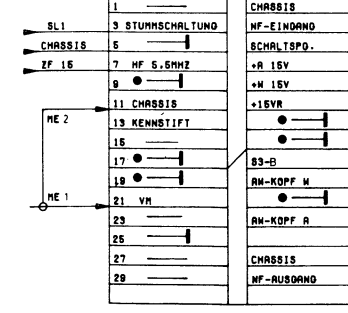 1 CHASSIS
SL1 3 STUMMSCHALTUNG NF-EINGANG
CHASSIS 5 SCHALTSPG.
ZF 15 7 HF 5.5MHZ +A 15V
9 +W 15V
11 CHASSIS +15VR
ME 2 13 KENNSTIFT
15
17 S3-B
19 AW-KOPF W
ME 1 21 VM
23 AW-KOPF A
25
27 CHASSIS
29 NF-AUSGANG